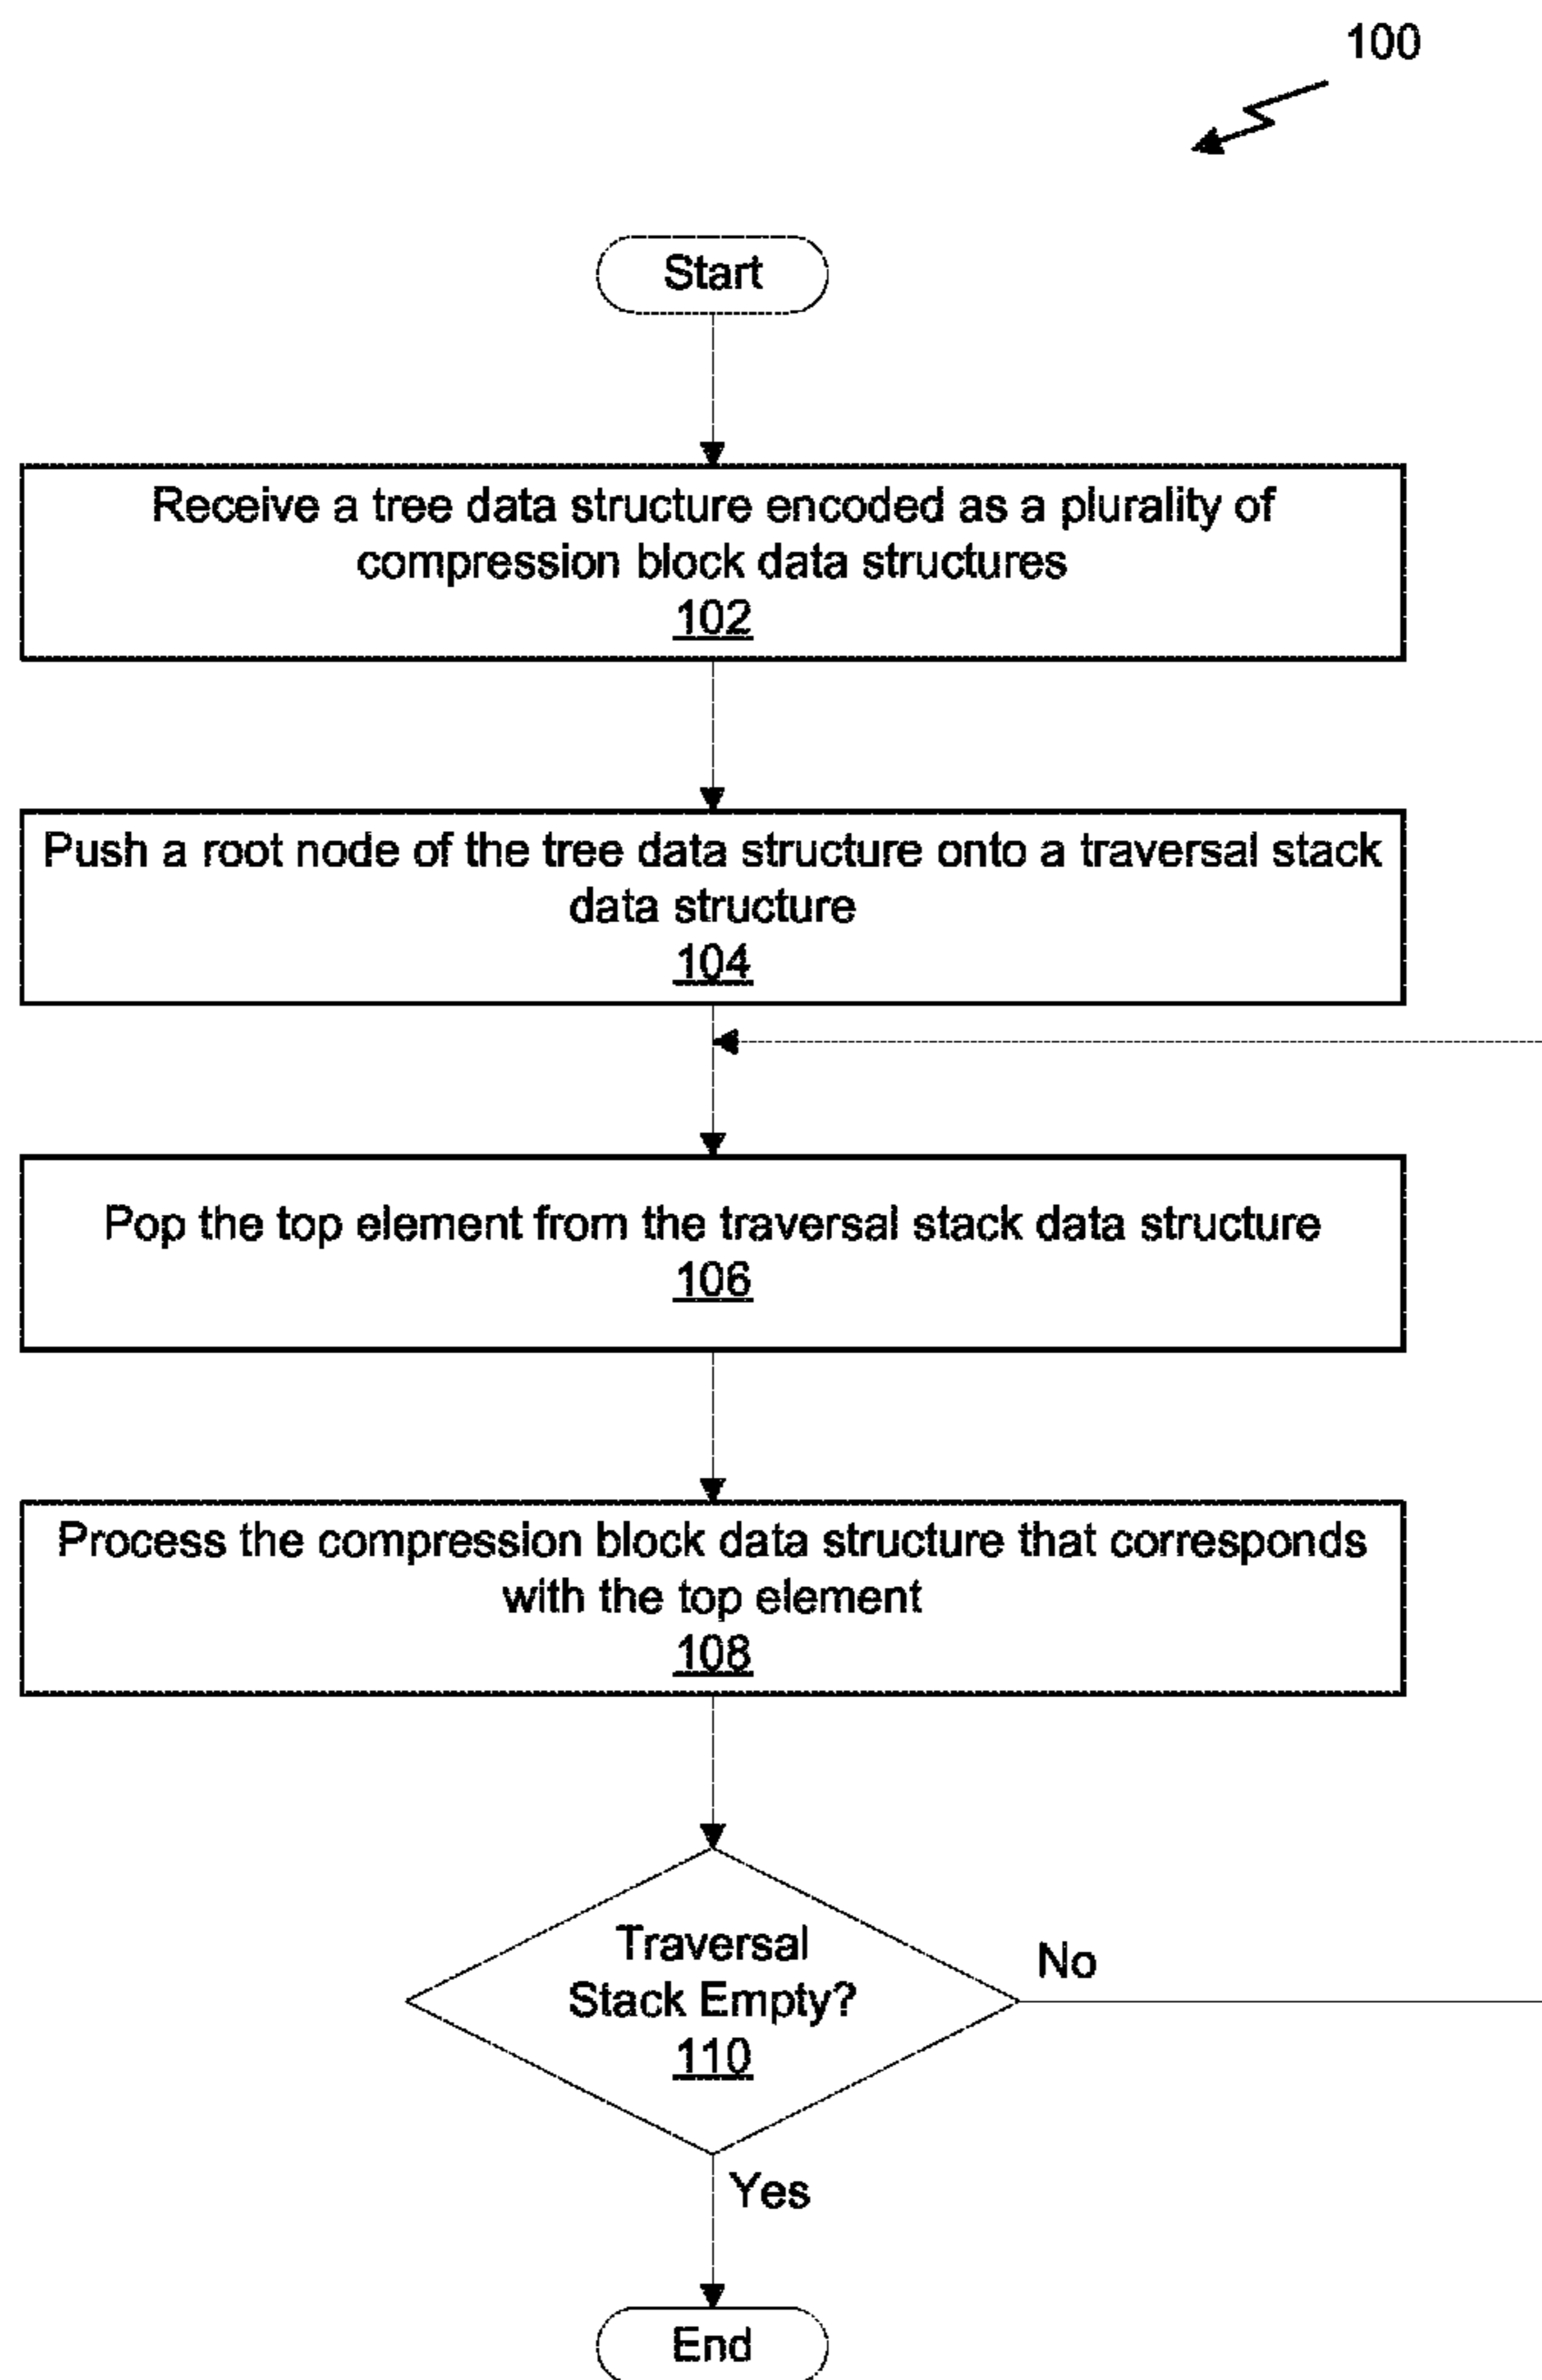 100
Start
Receive a tree data structure encoded as a plurality of
compression block data structures
102
Push a root node of the tree data structure onto a traversal stack
data structure
104
Pop the top element from the traversal stack data structure
106
Process the compression block data structure that corresponds
with the top element
108
Traversal
Stack Empty?
110
No
Yes
End